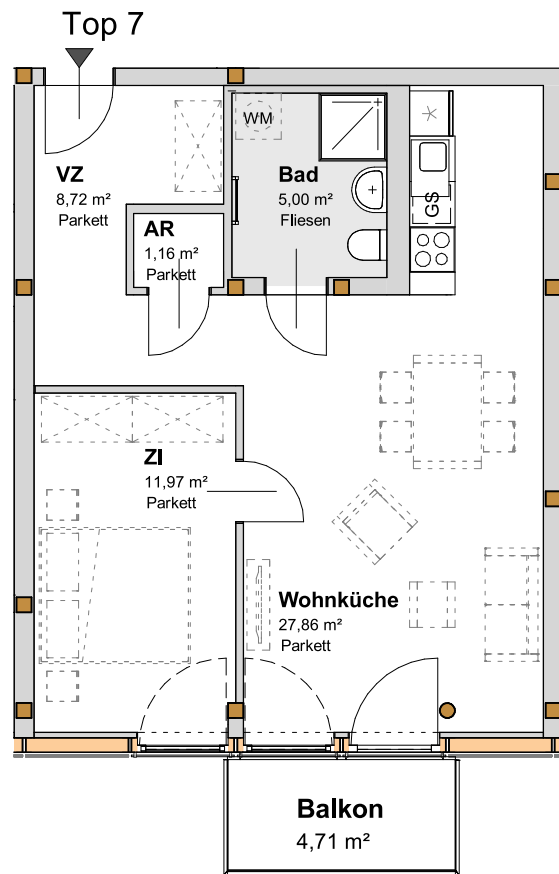 Top 7
VZ
8,72 m²
Parkett
WM
Bad
5,00 m²
Fliesen
GS
AR
1,16 m²
Parkett
ZI
11,97 m²
Parkett
Wohnküche
27,86 m²
Parkett
Balkon
4,71 m²